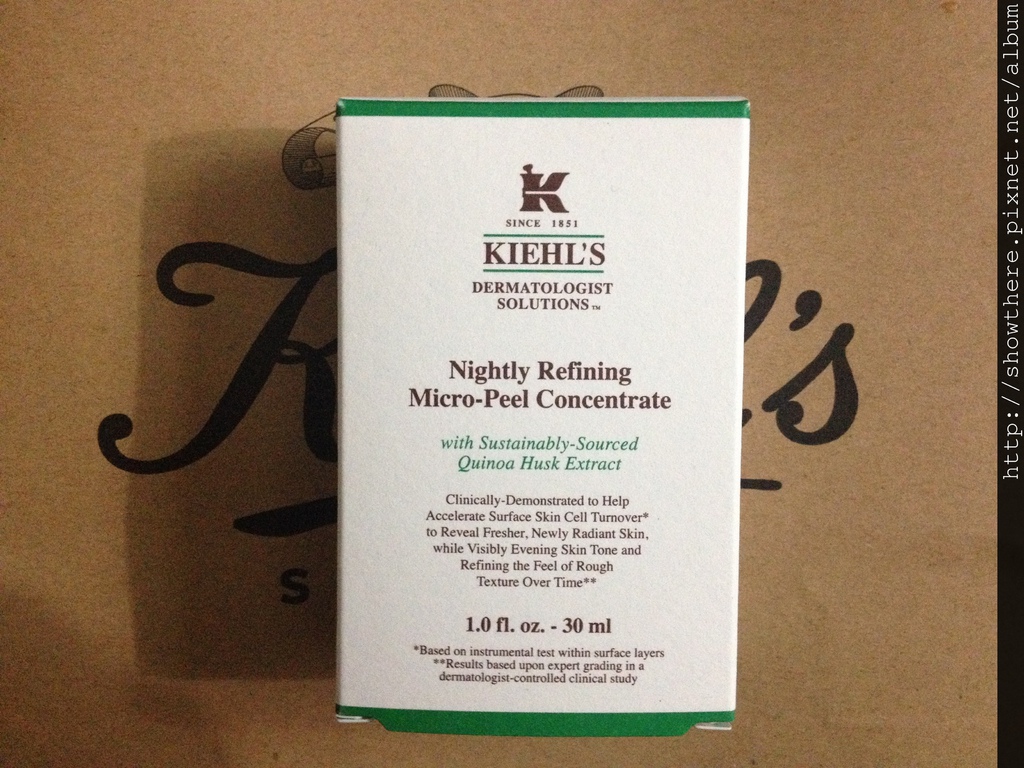 K
SINCE 1851
KIEHL'S
DERMATOLOGIST
SOLUTIONS™
Nightly Refining
Micro-Peel Concentrate
with Sustainably-Sourced
Quinoa Husk Extract
Clinically-Demonstrated to Help
Accelerate Surface Skin Cell Turnover*
to Reveal Fresher, Newly Radiant Skin,
while Visibly Evening Skin Tone and
Refining the Feel of Rough
Texture Over Time**
1.0 fl. oz. - 30 ml
*Based on instrumental test within surface layers
**Results based upon expert grading in a
dermatologist-controlled clinical study
http://showthere.pixnet.net/album